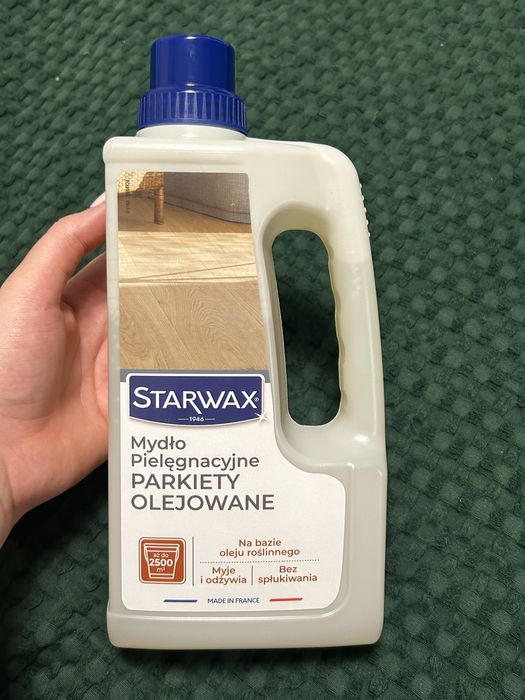 STARWAX®
1946
Mydło
Pielęgnacyjne
PARKIETY
OLEJOWANE
aż do
2500
m²
Na bazie
oleju roślinnego
Myje
i odżywia
Bez
spłukiwania
MADE IN FRANCE